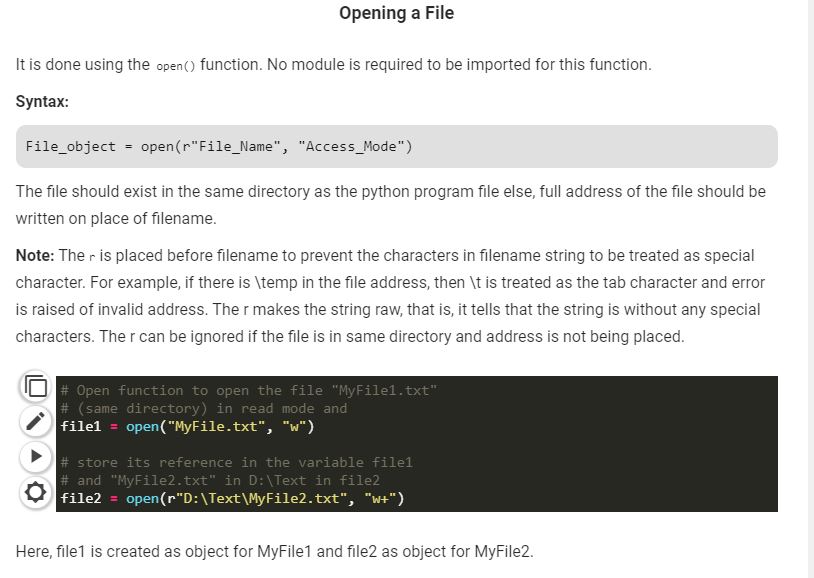 Opening a File
It is done using the open() function. No module is required to be imported for this function.
Syntax:
File_object = open(r"File_Name", "Access_Mode")
The file should exist in the same directory as the python program file else, full address of the file should be
written on place of filename.
Note: The r is placed before filename to prevent the characters in filename string to be treated as special
character. For example, if there is \temp in the file address, then \t is treated as the tab character and error
is raised of invalid address. The r makes the string raw, that is, it tells that the string is without any special
characters. The r can be ignored if the file is in same directory and address is not being placed.
# Open function to open the file "MyFile1.txt"
# (same directory) in read mode and
file1 = open("MyFile.txt", "w")
# store its reference in the variable file1
# and "MyFile2.txt" in D:\Text in file2
file2 = open(r"D:\Text\MyFile2.txt", "w+")
Here, file1 is created as object for MyFile1 and file2 as object for MyFile2.